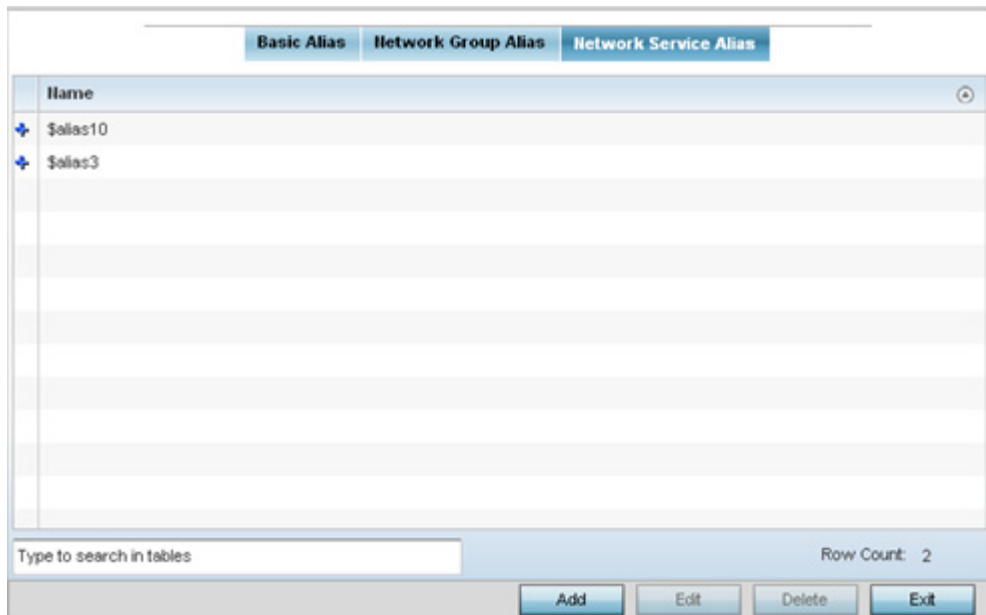 Basic Alias Network Group Alias Network Service Alias
Name
$alias10
$alias3
Type to search in tables Row Count: 2
Add Edit Delete Exit